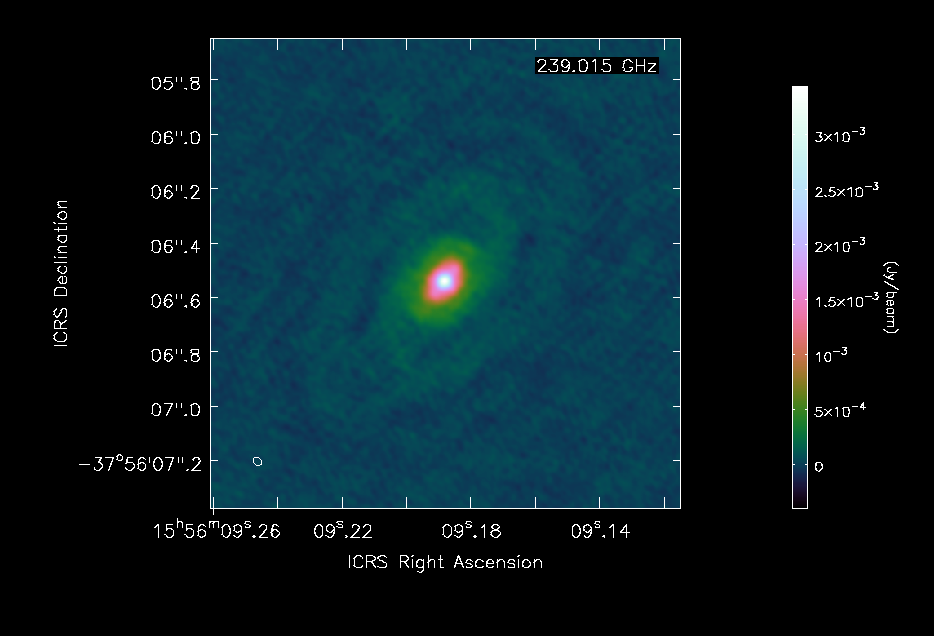 239.015 GHz
05".8
06".0
06".2
06".4
06".6
06".8
07".0
−37°56'07".2
ICRS Declination
15ʰ56ᵐ09ˢ.26
09ˢ.22
09ˢ.18
09ˢ.14
ICRS Right Ascension
3×10⁻³
2.5×10⁻³
2×10⁻³
1.5×10⁻³
10⁻³
5×10⁻⁴
0
(Jy/beam)